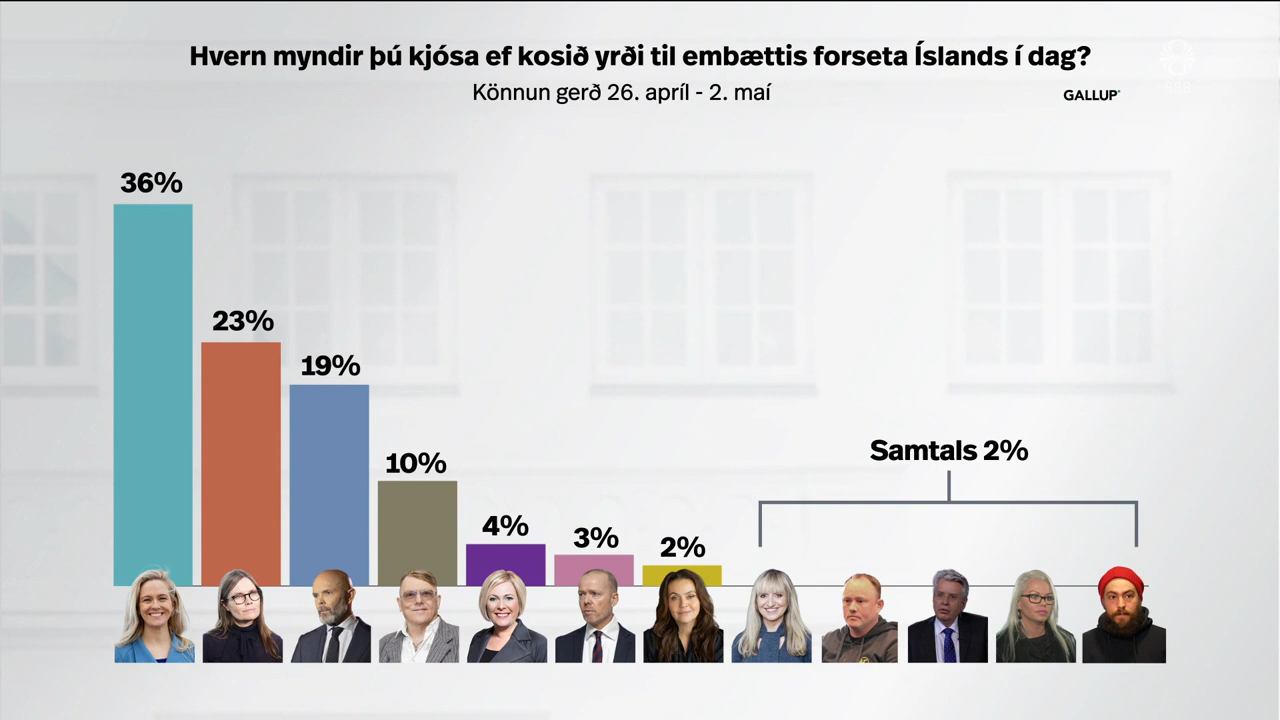 Hvern myndir þú kjósa ef kosið yrði til embættis forseta Íslands í dag?
Könnun gerð 26. apríl - 2. maí
GALLUP
36%
23%
19%
10%
4%
3%
2%
Samtals 2%